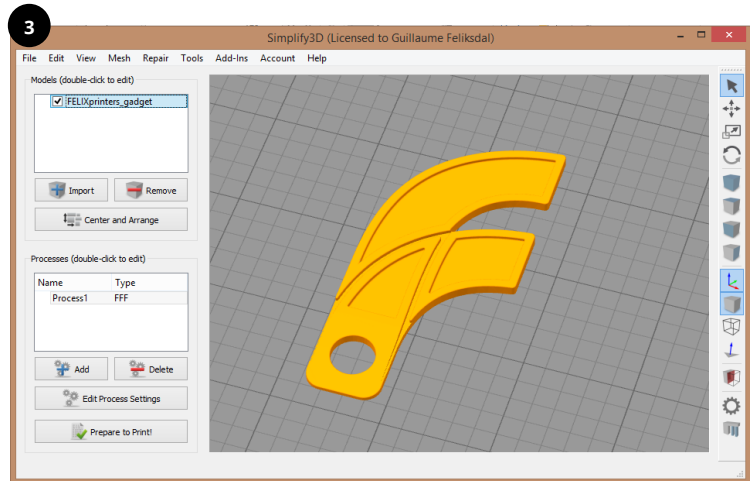 3
Simplify3D (Licensed to Guillaume Feliksdal)
File Edit View Mesh Repair Tools Add-Ins Account Help
Models (double-click to edit)
FELIXprinters_gadget
Import Remove
Center and Arrange
Processes (double-click to edit)
Name Type
Process1 FFF
Add Delete
Edit Process Settings
Prepare to Print!